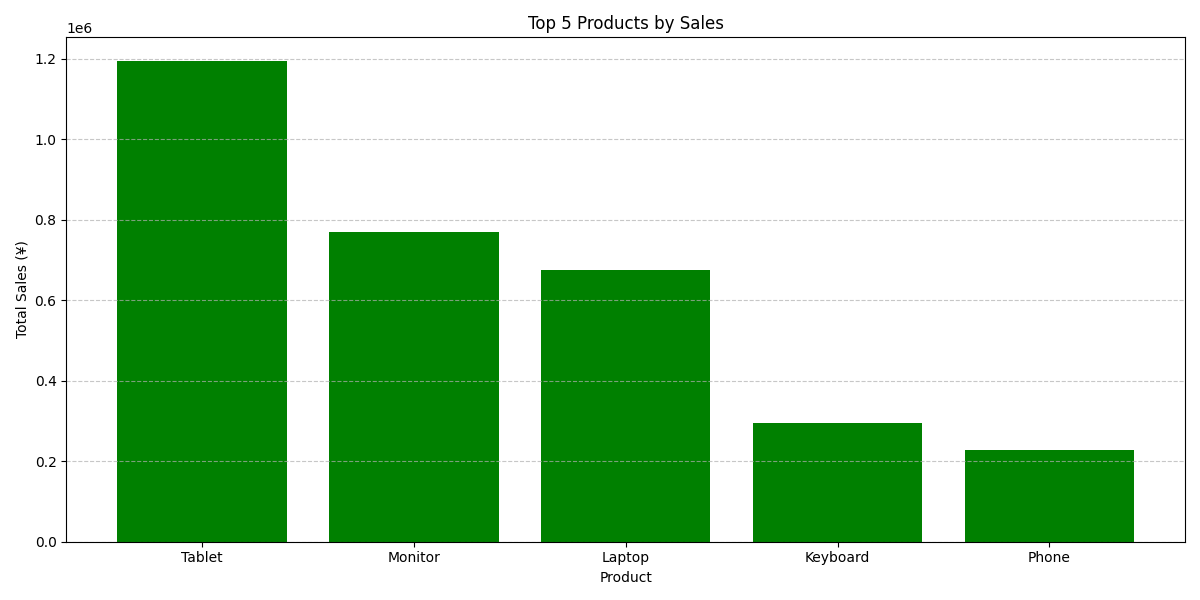 Top 5 Products by Sales
1e6
1.2
1.0
0.8
0.6
0.4
0.2
0.0
Total Sales (¥)
Tablet Monitor Laptop Keyboard Phone
Product